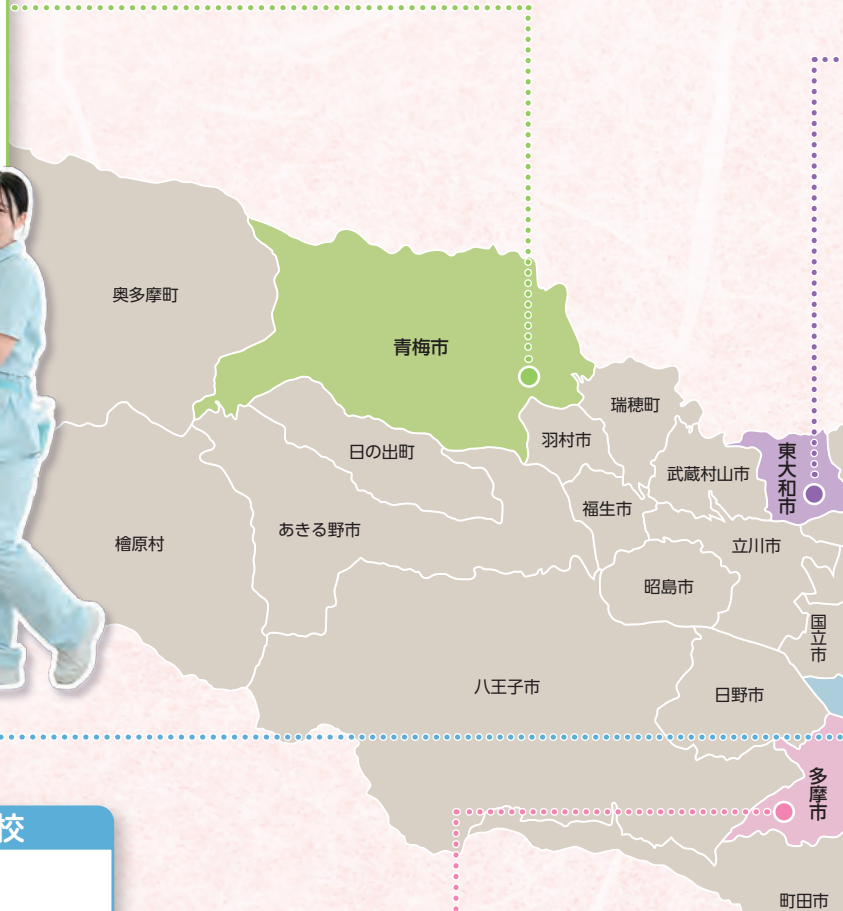 奥多摩町
青梅市
瑞穂町
羽村市
日の出町
武蔵村山市
東大和市
福生市
あきる野市
檜原村
立川市
昭島市
国立市
八王子市
日野市
多摩市
校
町田市